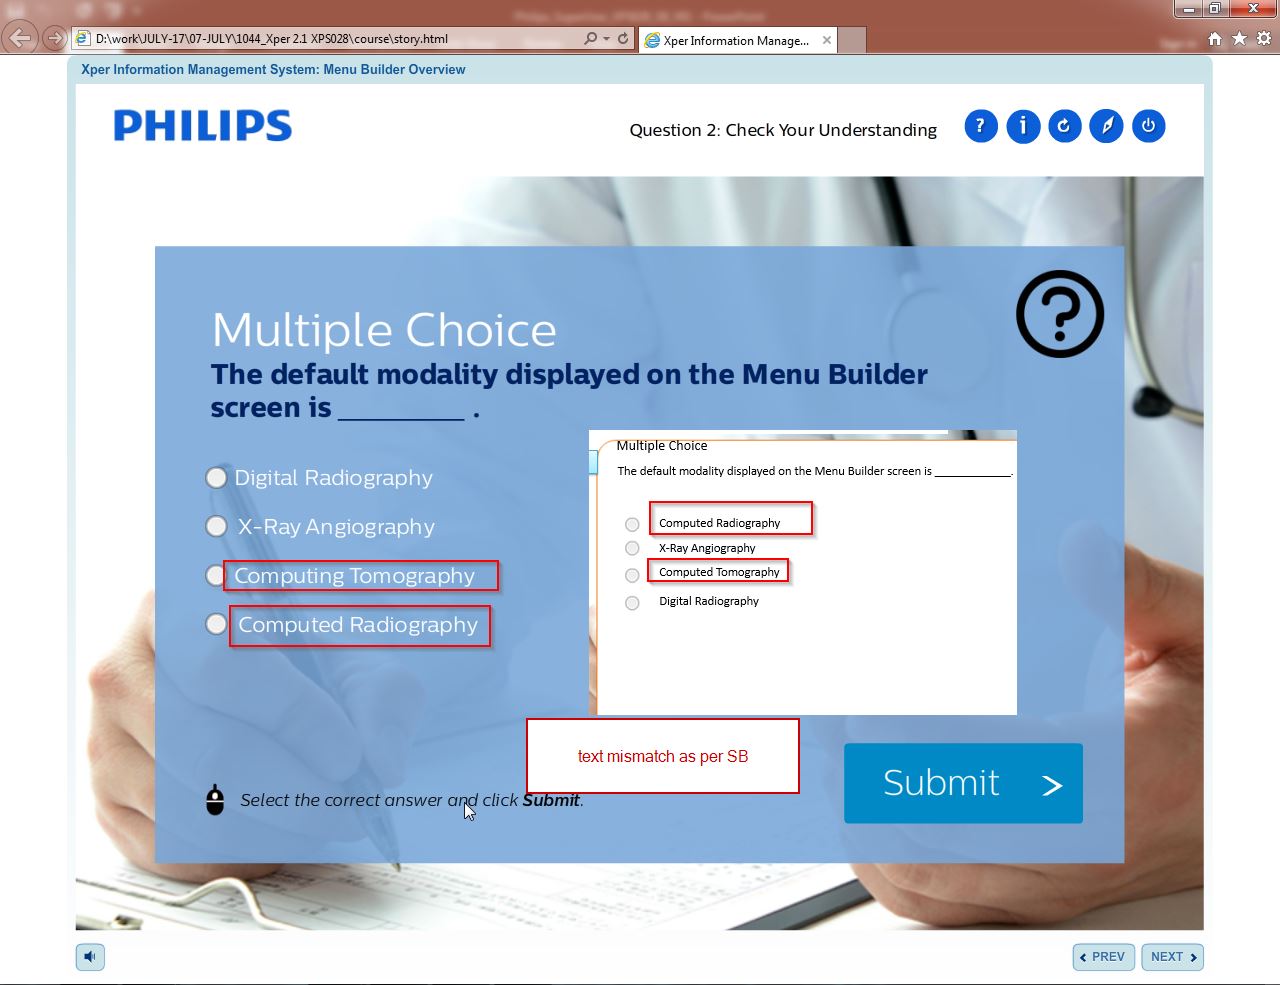 D:\work\JULY-17\07-JULY\1044_Xper 2.1 XPS028\course\story.html
Xper Information Manage...
Xper Information Management System: Menu Builder Overview
PHILIPS
Question 2: Check Your Understanding
Multiple Choice
The default modality displayed on the Menu Builder
screen is _________ .
Digital Radiography
X-Ray Angiography
Computing Tomography
Computed Radiography
Multiple Choice
The default modality displayed on the Menu Builder screen is ____________.
Computed Radiography
X-Ray Angiography
Computed Tomography
Digital Radiography
text mismatch as per SB
Select the correct answer and click Submit.
Submit >
PREV
NEXT